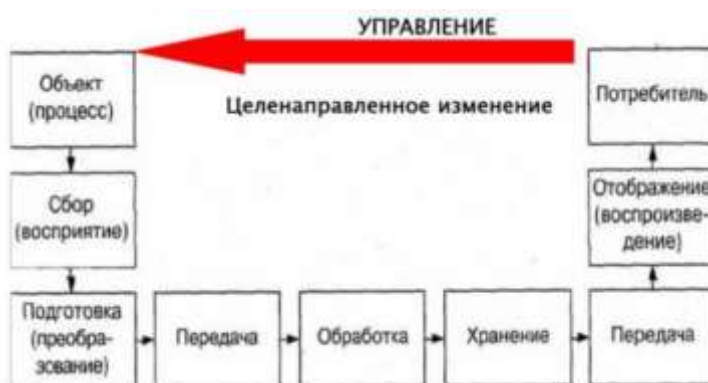 УПРАВЛЕНИЕ
Целенаправленное изменение
Объект
(процесс)
Сбор
(восприятие)
Подготовка
(преобра-
зование)
Передача
Обработка
Хранение
Передача
Отображение
(воспроизве-
дение)
Потребитель